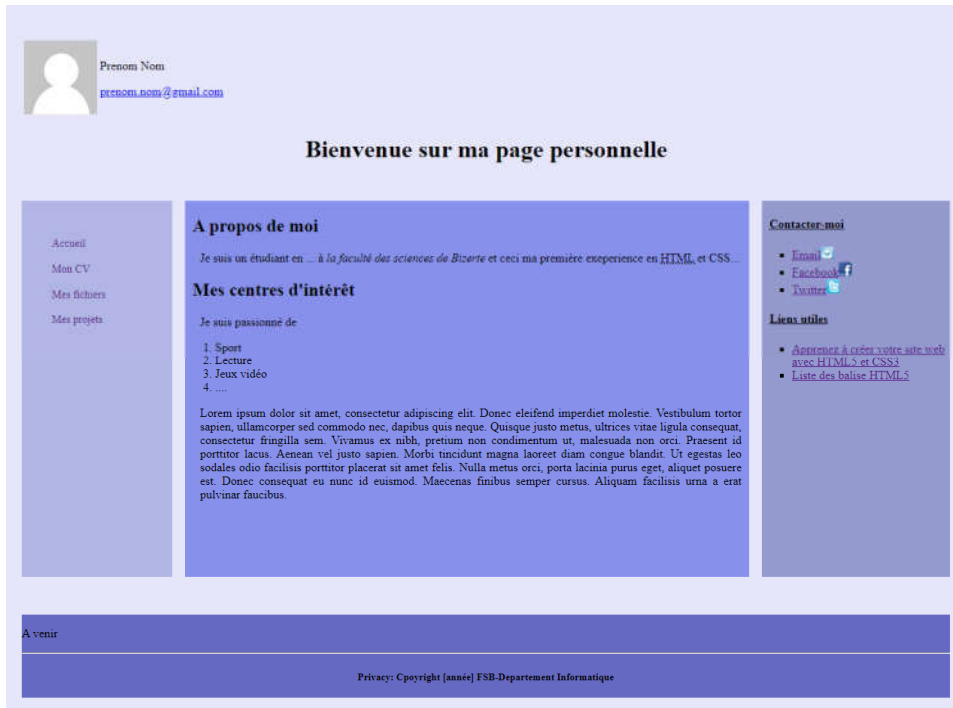 Prenom Nom
prenom.nom@gmail.com
Bienvenue sur ma page personnelle
Accueil
Mon CV
Mes fichiers
Mes projets
A propos de moi
Je suis un étudiant en ... à la faculté des sciences de Bizerte et ceci ma première exeperience en HTML et CSS...
Mes centres d'intérêt
Je suis passionné de
1. Sport
2. Lecture
3. Jeux vidéo
4. ....
Lorem ipsum dolor sit amet, consectetur adipiscing elit. Donec eleifend imperdiet molestie. Vestibulum tortor
sapien, ullamcorper sed commodo nec, dapibus quis neque. Quisque justo metus, ultrices vitae ligula consequat,
consectetur fringilla sem. Vivamus ex nibh, pretium non condimentum ut, malesuada non orci. Praesent id
porttitor lacus. Aenean vel justo sapien. Morbi tincidunt magna laoreet diam congue blandit. Ut egestas leo
sodales odio facilisis porttitor placerat sit amet felis. Nulla metus orci, porta lacinia purus eget, aliquet posuere
est. Donec consequat eu nunc id euismod. Maecenas finibus semper cursus. Aliquam facilisis urna a erat
pulvinar faucibus.
Contacter-moi
Email
Facebook
Twitter
Liens utiles
Apprenez à créer votre site web
avec HTML5 et CSS3
Liste des balise HTML5
A venir
Privacy: Cpoyright [année] FSB-Departement Informatique